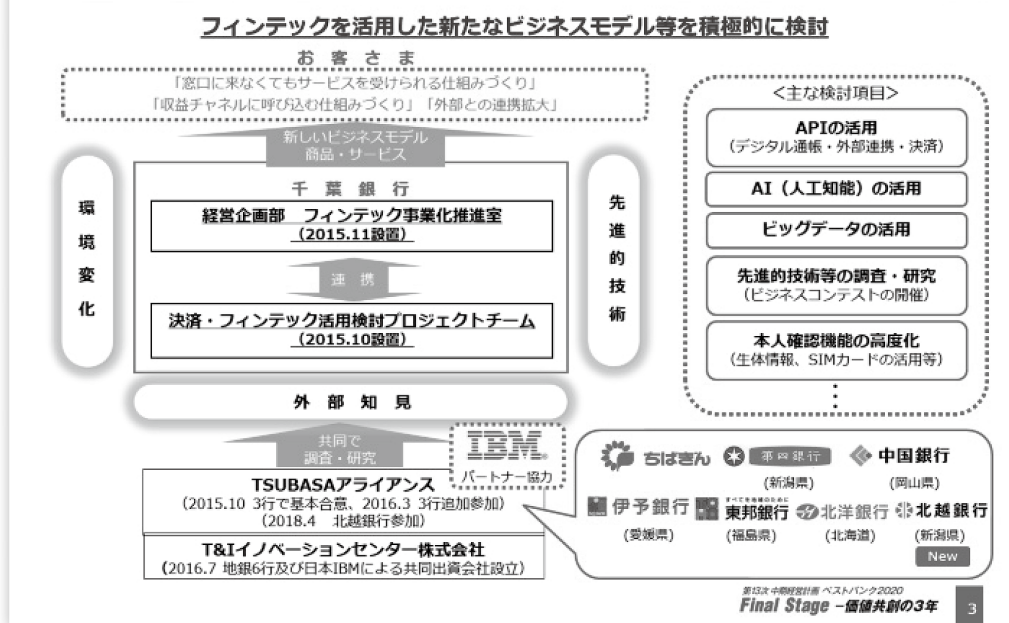 フィンテックを活用した新たなビジネスモデル等を積極的に検討
お 客 さ ま
「窓口に来なくてもサービスを受けられる仕組みづくり」
「収益チャネルに呼び込む仕組みづくり」「外部との連携拡大」
新しいビジネスモデル
商品・サービス
環境変化
千 葉 銀 行
経営企画部　フィンテック事業化推進室
（2015.11設置）
連 携
決済・フィンテック活用検討プロジェクトチーム
（2015.10設置）
先進的技術
外 部 知 見
共同で
調査・研究
IBM
パートナー協力
TSUBASAアライアンス
（2015.10 3行で基本合意、2016.3 3行追加参加）
（2018.4　北越銀行参加）
T&Iイノベーションセンター株式会社
（2016.7 地銀6行及び日本IBMによる共同出資会社設立）
＜主な検討項目＞
APIの活用
（デジタル通帳・外部連携・決済）
AI（人工知能）の活用
ビッグデータの活用
先進的技術等の調査・研究
（ビジネスコンテストの開催）
本人確認機能の高度化
（生体情報、SIMカードの活用等）
ちばぎん 第四銀行 中国銀行
（新潟県） （岡山県）
すべてを地域のために
伊予銀行 東邦銀行 北洋銀行 北越銀行
（愛媛県） （福島県） （北海道） （新潟県）
New
第13次 中期経営計画 ベストバンク2020
Final Stage －価値共創の3年
3